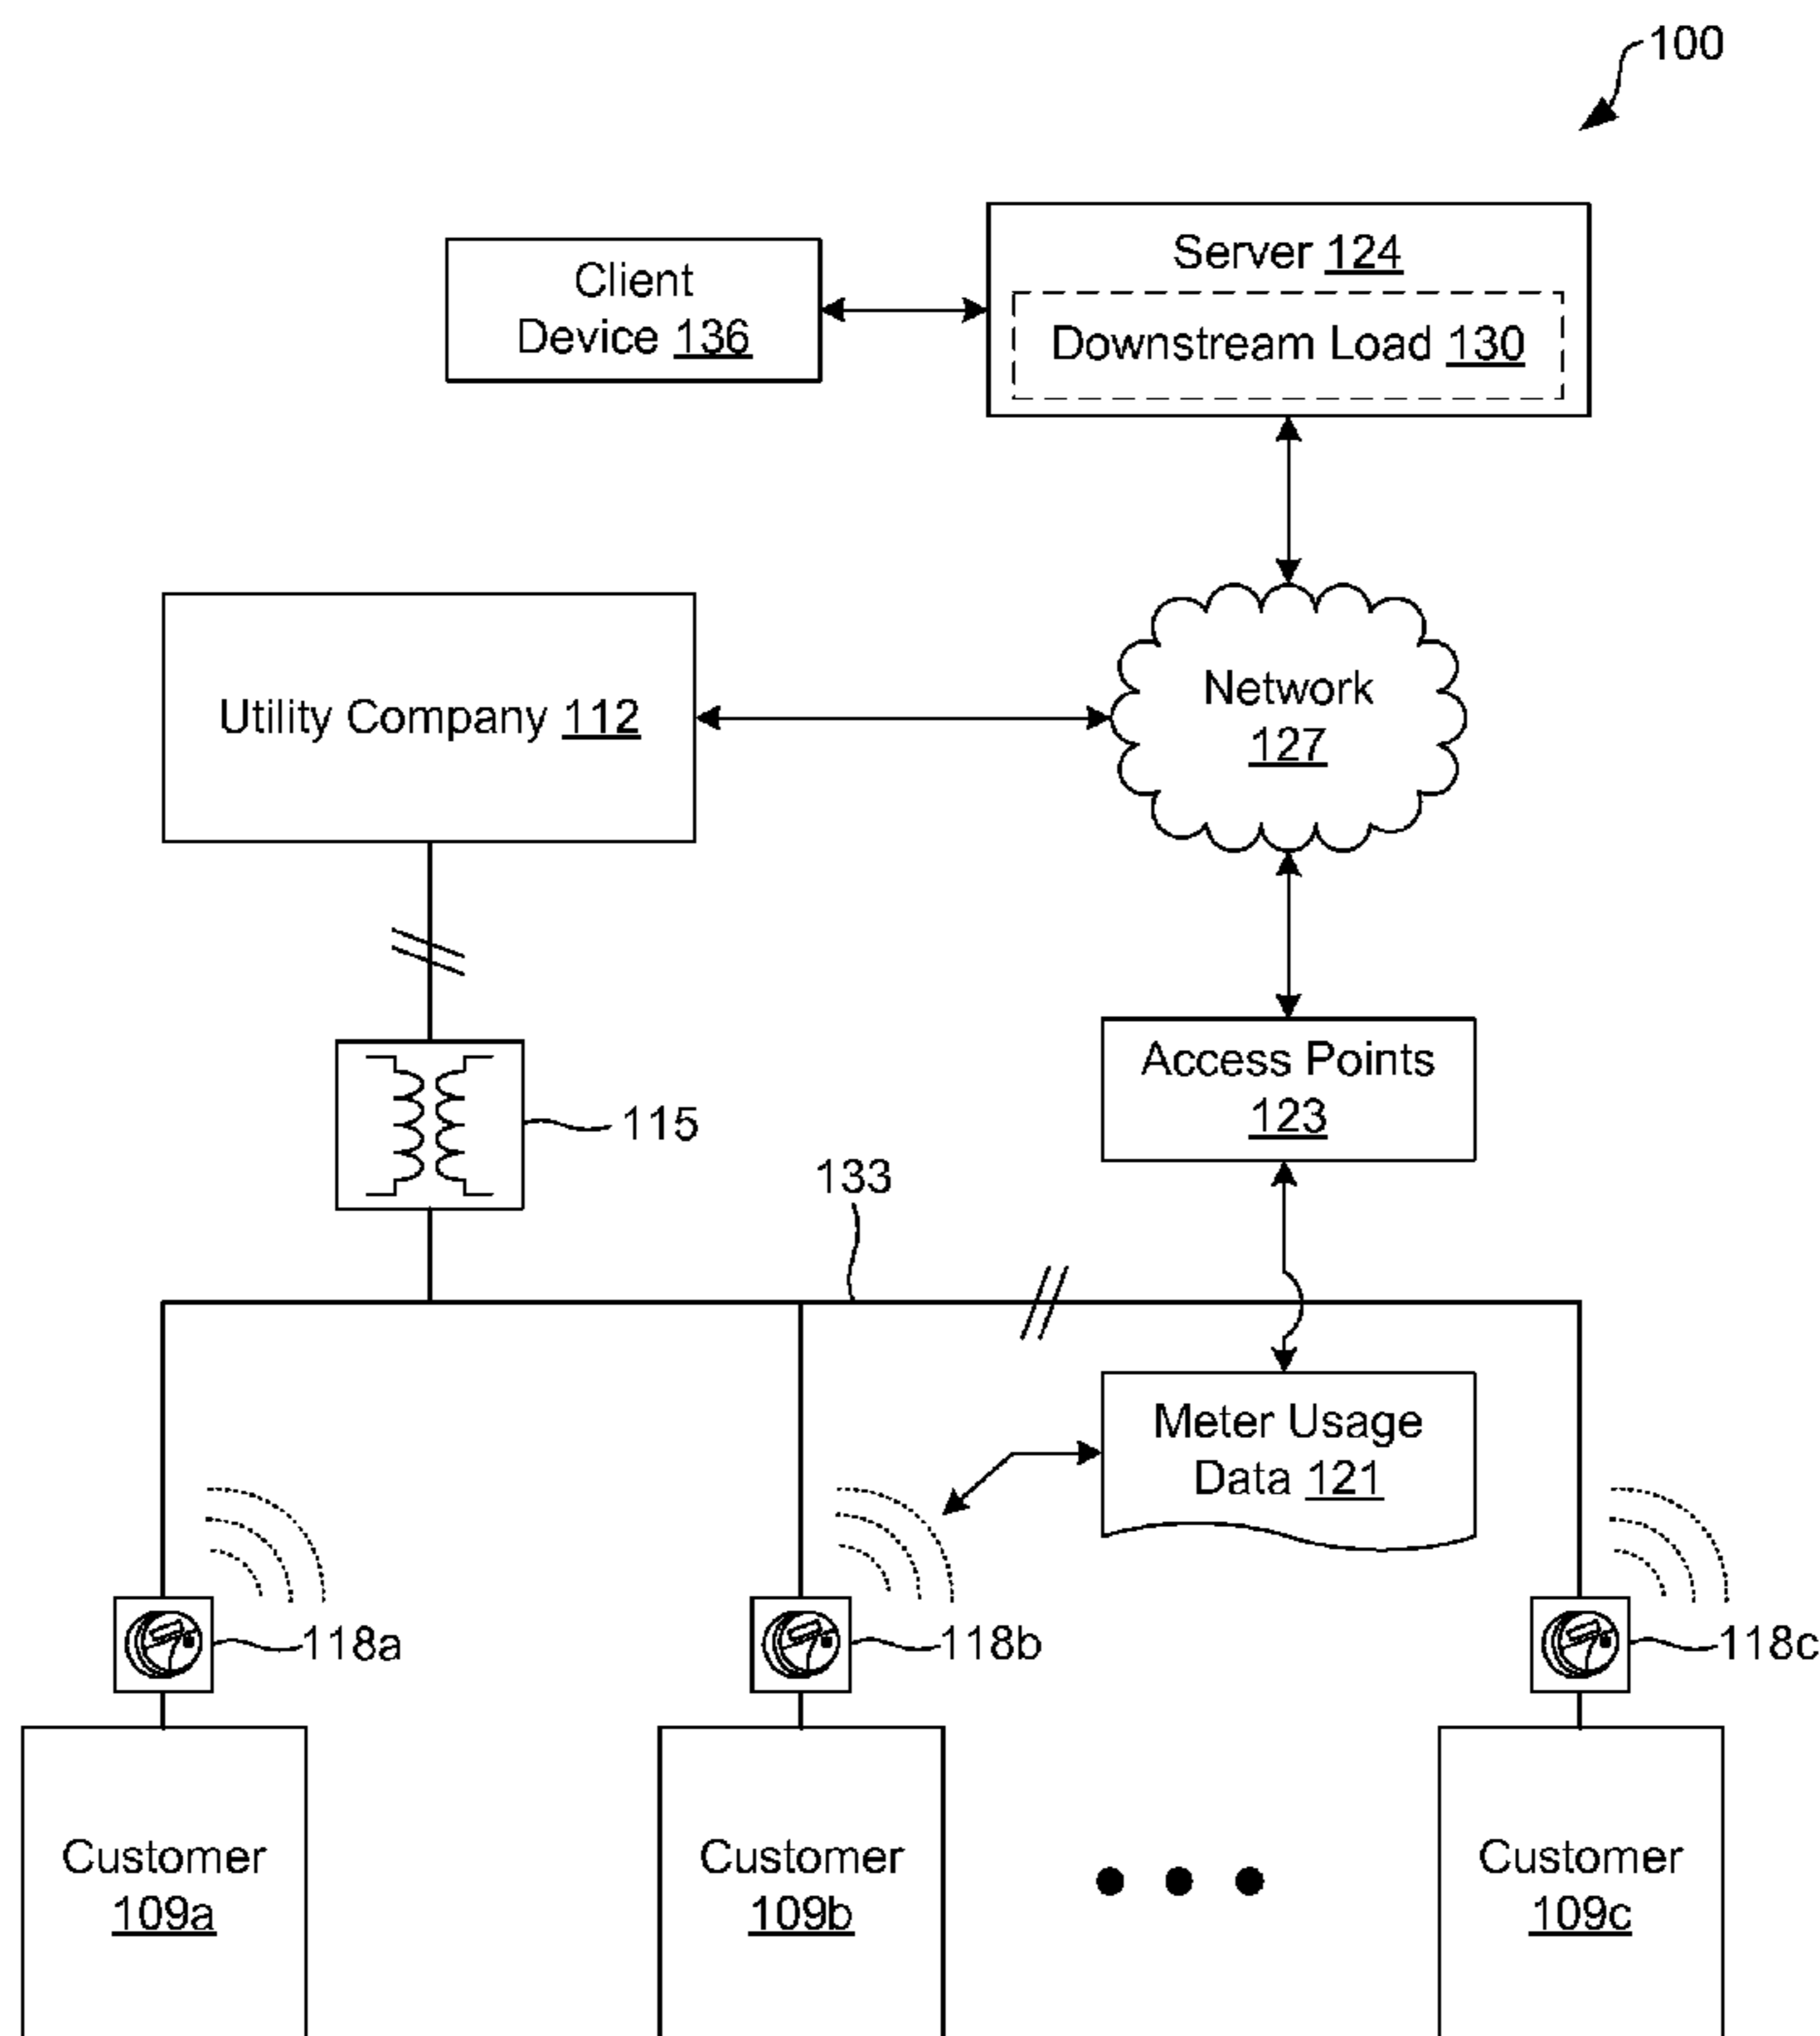 100
Server 124
Client
Device 136
Downstream Load 130
Utility Company 112
Network
127
Access Points
123
115
133
Meter Usage
Data 121
118a
118b
118c
Customer
109a
Customer
109b
Customer
109c